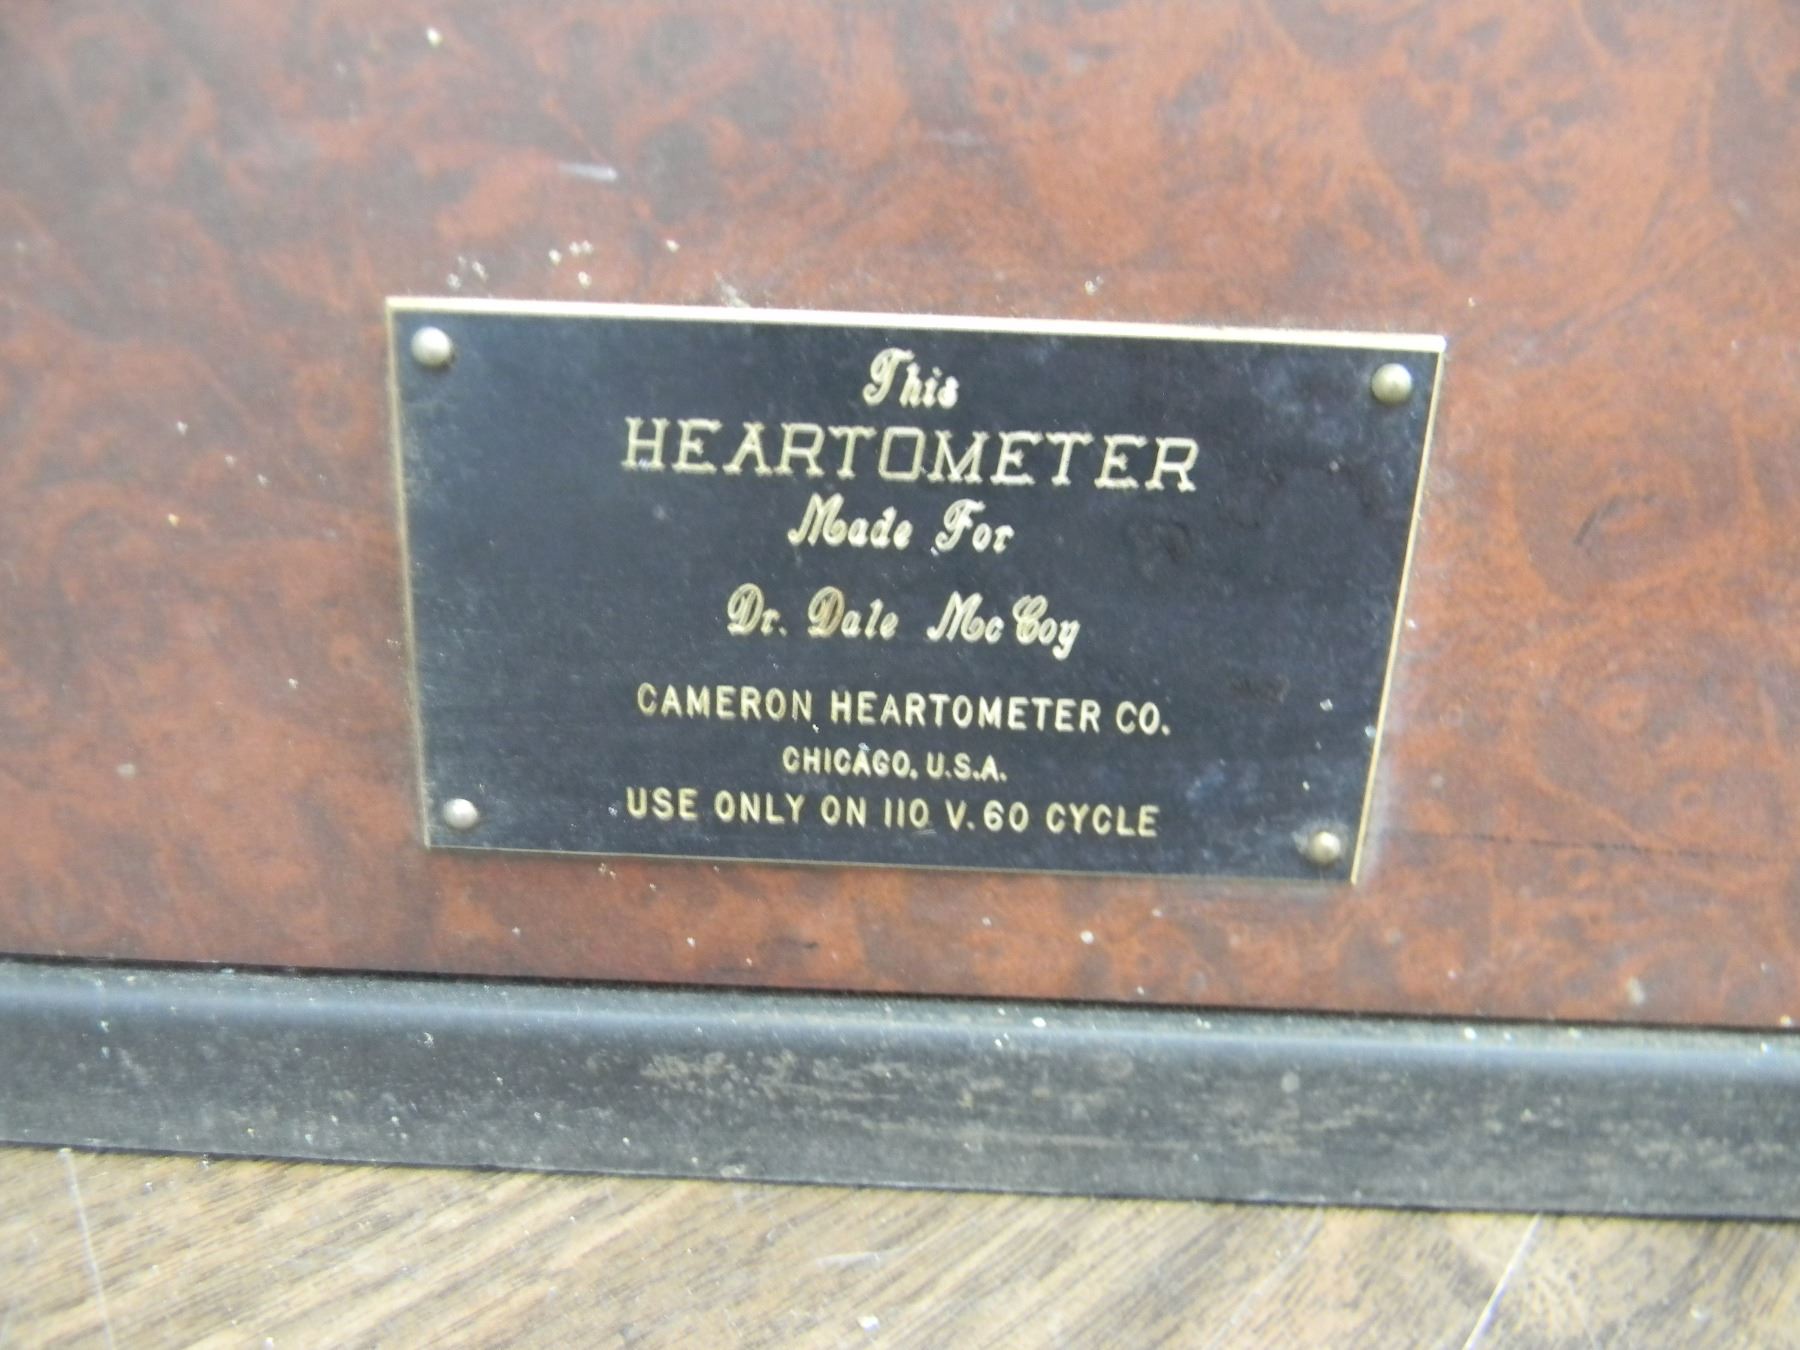 This
HEARTOMETER
Made For
Dr. Dale McCoy
CAMERON HEARTOMETER CO.
CHICAGO, U.S.A.
USE ONLY ON 110 V. 60 CYCLE